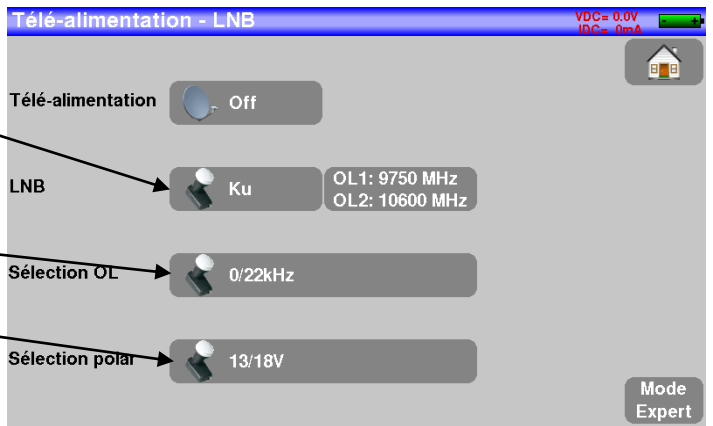 Télé-alimentation - LNB
VDC= 0.0V
IDC= 0mA
Télé-alimentation
Off
LNB
Ku
OL1: 9750 MHz
OL2: 10600 MHz
Sélection OL
0/22kHz
Sélection polar
13/18V
Mode
Expert